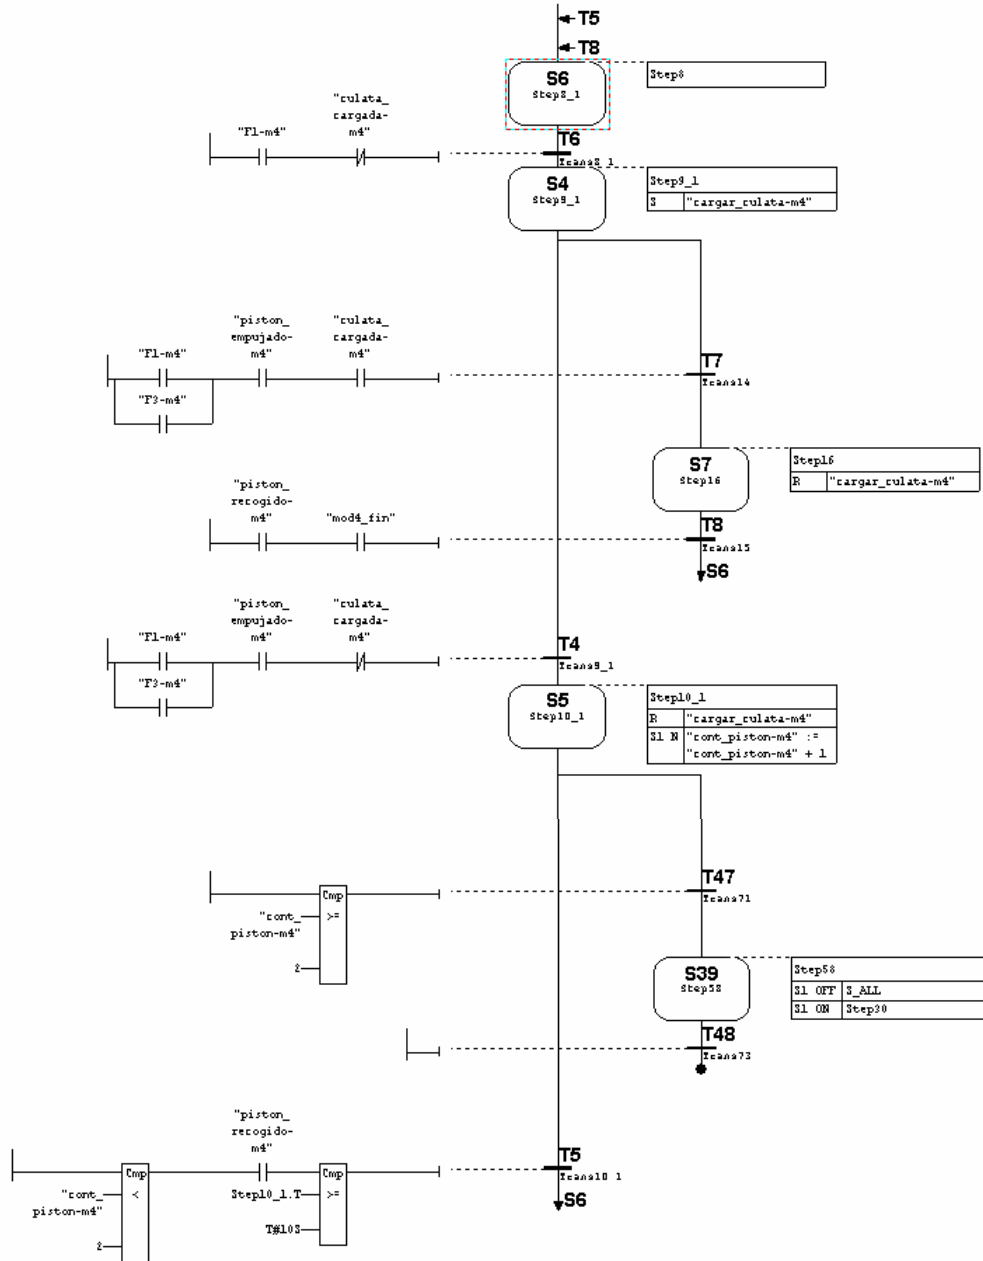 T5
T8
S6
Step8_1
Step8
"culata_
cargada-
m4"
"F1-m4"
T6
Trans8_1
S4
Step9_1
Step9_1
S "cargar_culata-m4"
"piston_
empujado-
m4"
"culata_
cargada-
m4"
"F1-m4"
"F3-m4"
T7
Trans14
S7
Step16
Step16
R "cargar_culata-m4"
"piston_
recogido-
m4"
"mod4_fin"
T8
Trans15
S6
"piston_
empujado-
m4"
"culata_
cargada-
m4"
"F1-m4"
"F3-m4"
T4
Trans9_1
S5
Step10_1
Step10_1
R "cargar_culata-m4"
S1 N "cont_piston-m4" :=
"cont_piston-m4" + 1
T47
Trans71
Cmp
>=
"cont_
piston-m4"
2
S39
Step58
Step58
S1 OFF S_ALL
S1 ON Step30
T48
Trans73
"piston_
recogido-
m4"
T5
Trans10_1
S6
Cmp
<
"cont_
piston-m4"
2
Cmp
>=
Step10_1.T
T#10S